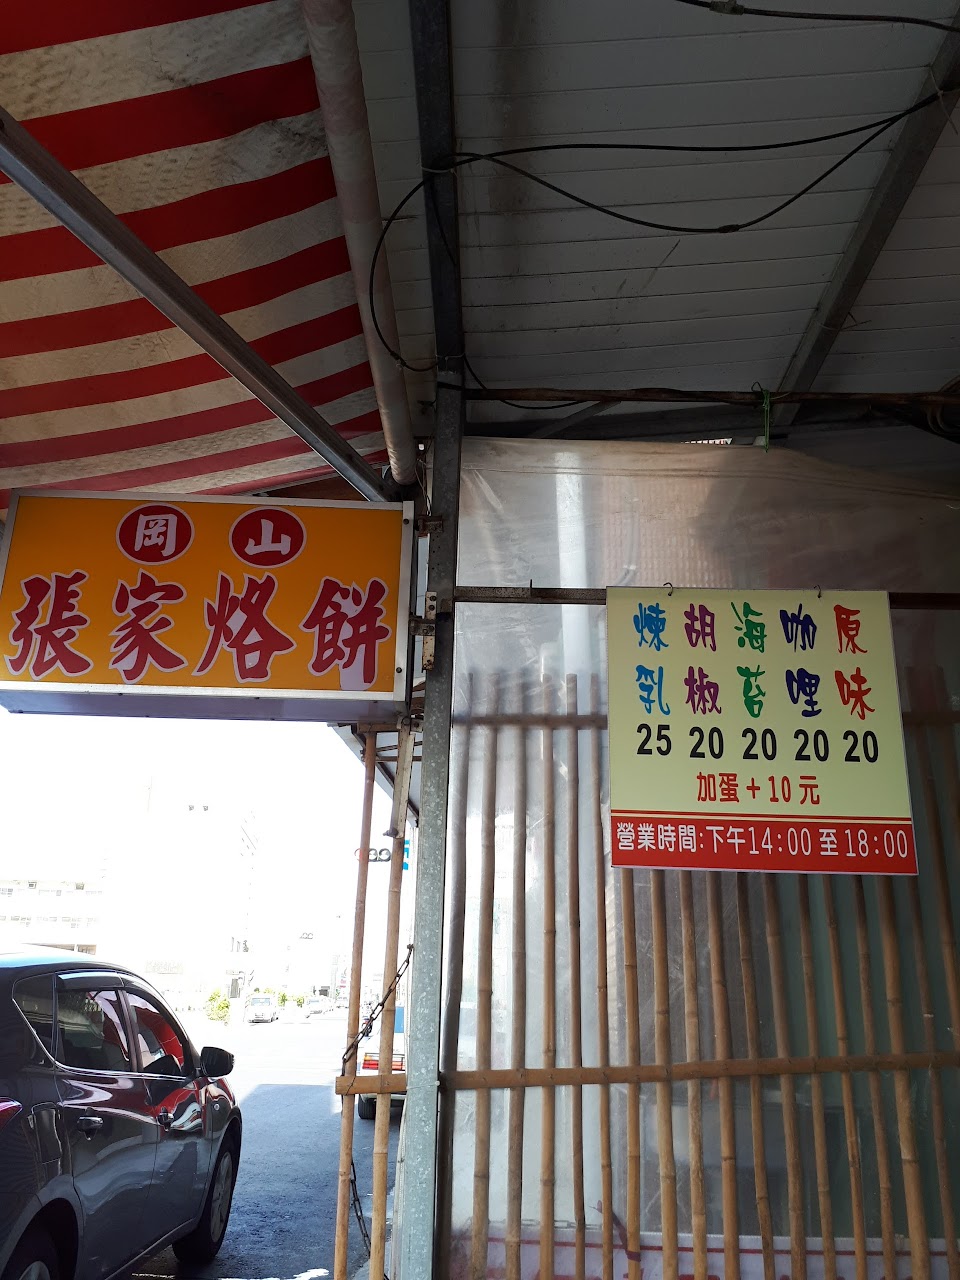 岡山
張家烙餅
原味 咖哩 海苔 胡椒 煉乳
20 20 20 20 25
加蛋+10元
營業時間:下午14:00至18:00